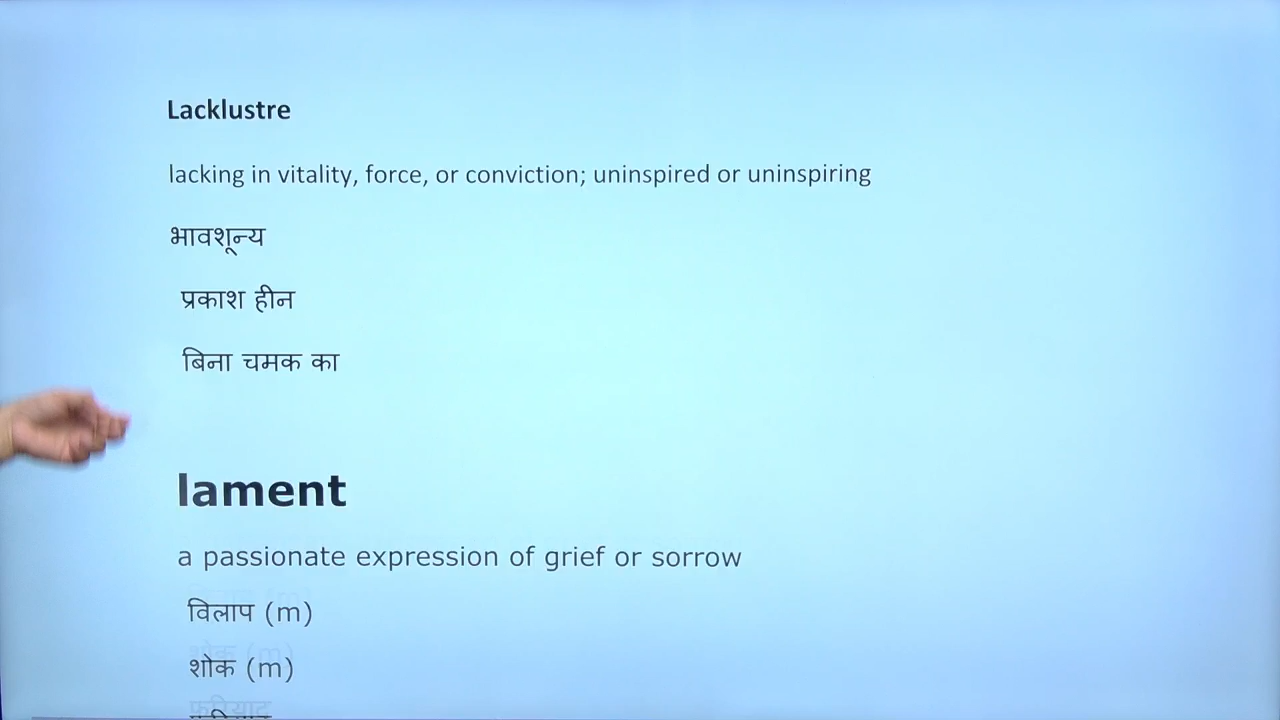 Lacklustre
lacking in vitality, force, or conviction; uninspired or uninspiring
भावशून्य
प्रकाश हीन
बिना चमक का
lament
a passionate expression of grief or sorrow
विलाप (m)
शोक (m)